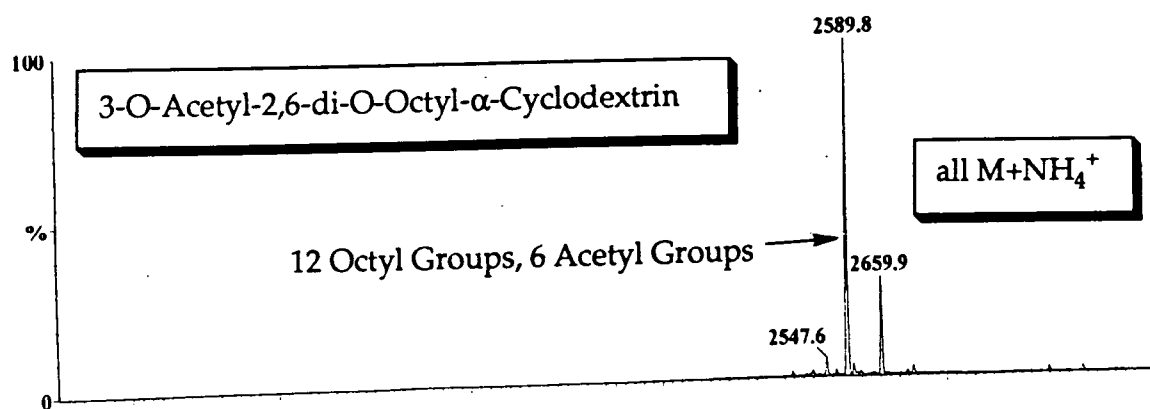 2589.8
100
3-O-Acetyl-2,6-di-O-Octyl-α-Cyclodextrin
all M+NH₄⁺
%
12 Octyl Groups, 6 Acetyl Groups
2659.9
2547.6
0